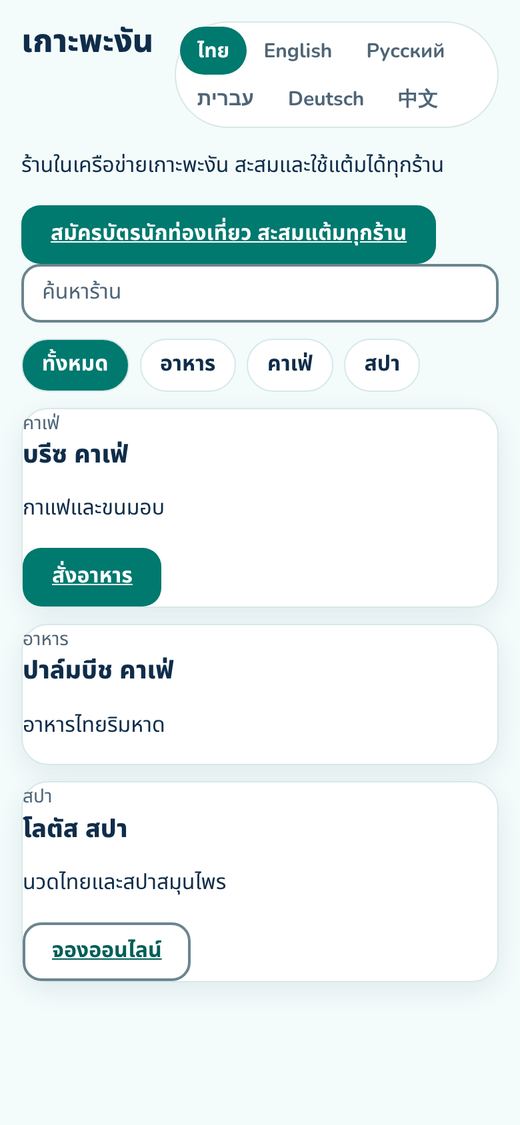 เกาะพะงัน
ไทย English Русский
עברית Deutsch 中文
ร้านในเครือข่ายเกาะพะงัน สะสมและใช้แต้มได้ทุกร้าน
สมัครบัตรนักท่องเที่ยว สะสมแต้มทุกร้าน
ค้นหาร้าน
ทั้งหมด อาหาร คาเฟ่ สปา
คาเฟ่
บรีซ คาเฟ่
กาแฟและขนมอบ
สั่งอาหาร
อาหาร
ปาล์มบีช คาเฟ่
อาหารไทยริมหาด
สปา
โลตัส สปา
นวดไทยและสปาสมุนไพร
จองออนไลน์